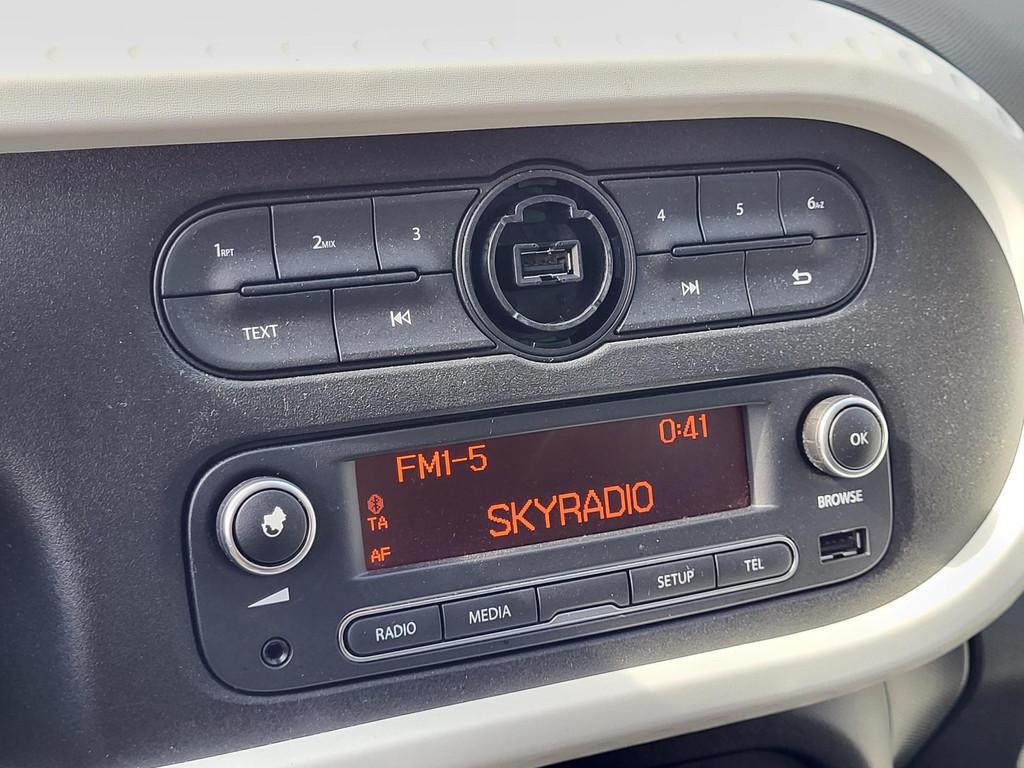 1RPT 2MIX 3 4 5 6A-Z
TEXT
FM1-5 0:41
TA SKYRADIO
AF
OK
BROWSE
RADIO MEDIA SETUP TEL